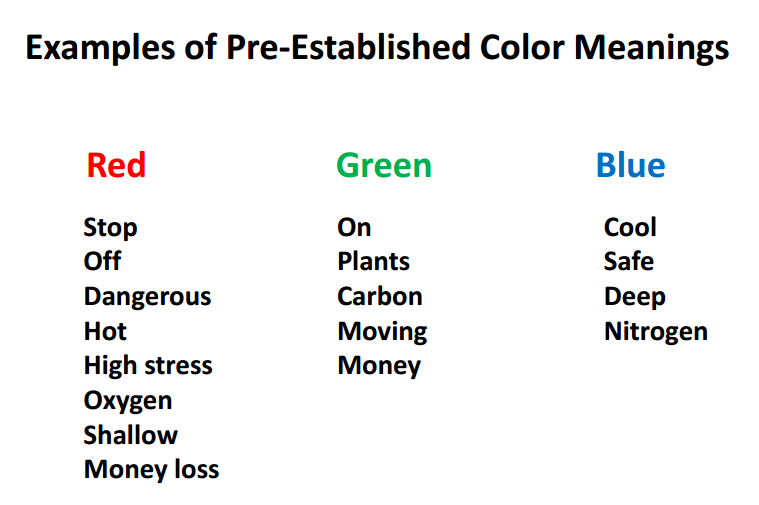 Examples of Pre-Established Color Meanings
Red
Stop
Off
Dangerous
Hot
High stress
Oxygen
Shallow
Money loss
Green
On
Plants
Carbon
Moving
Money
Blue
Cool
Safe
Deep
Nitrogen